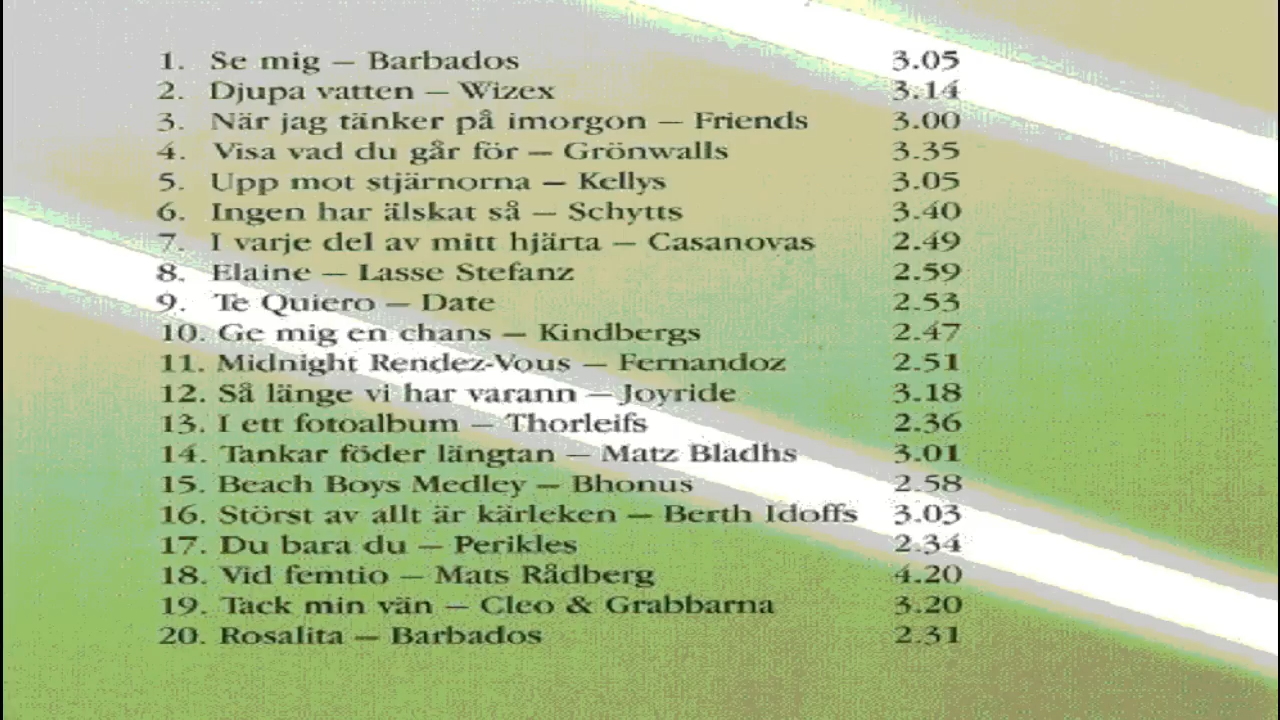 1. Se mig – Barbados 3.05
2. Djupa vatten – Wizex 3.14
3. När jag tänker på imorgon – Friends 3.00
4. Visa vad du går för – Grönwalls 3.35
5. Upp mot stjärnorna – Kellys 3.05
6. Ingen har älskat så – Schytts 3.40
7. I varje del av mitt hjärta – Casanovas 2.49
8. Elaine – Lasse Stefanz 2.59
9. Te Quiero – Date 2.53
10. Ge mig en chans – Kindbergs 2.47
11. Midnight Rendez-Vous – Fernandoz 2.51
12. Så länge vi har varann – Joyride 3.18
13. I ett fotoalbum – Thorleifs 2.36
14. Tankar föder längtan – Matz Bladhs 3.01
15. Beach Boys Medley – Bhonus 2.58
16. Störst av allt är kärleken – Berth Idoffs 3.03
17. Du bara du – Perikles 2.34
18. Vid femtio – Mats Rådberg 4.20
19. Tack min vän – Cleo & Grabbarna 3.20
20. Rosalita – Barbados 2.31